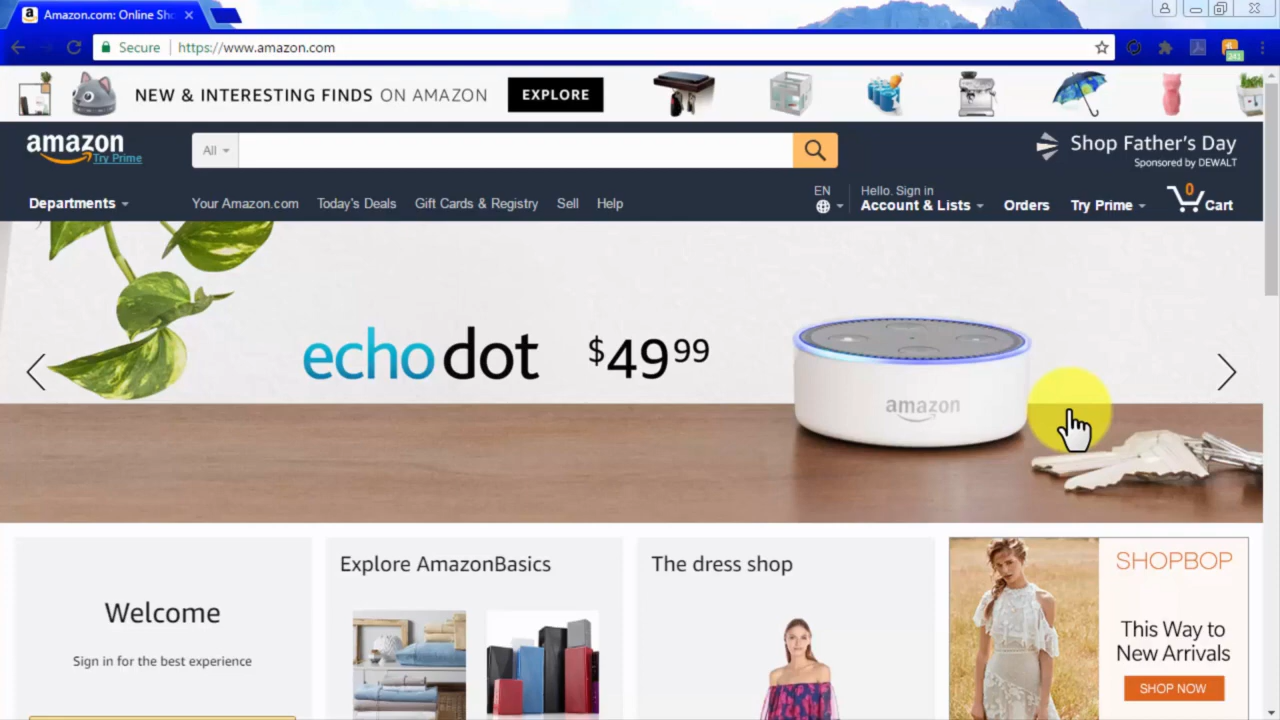 Amazon.com: Online Sho
Secure https://www.amazon.com
NEW & INTERESTING FINDS ON AMAZON EXPLORE
amazon
Try Prime
All
Shop Father's Day
Sponsored by DEWALT
Departments
Your Amazon.com Today's Deals Gift Cards & Registry Sell Help
EN
Hello. Sign in
Account & Lists
Orders
Try Prime
0
Cart
echo dot $49 99
amazon
Welcome
Sign in for the best experience
Explore AmazonBasics
The dress shop
SHOPBOP
This Way to
New Arrivals
SHOP NOW